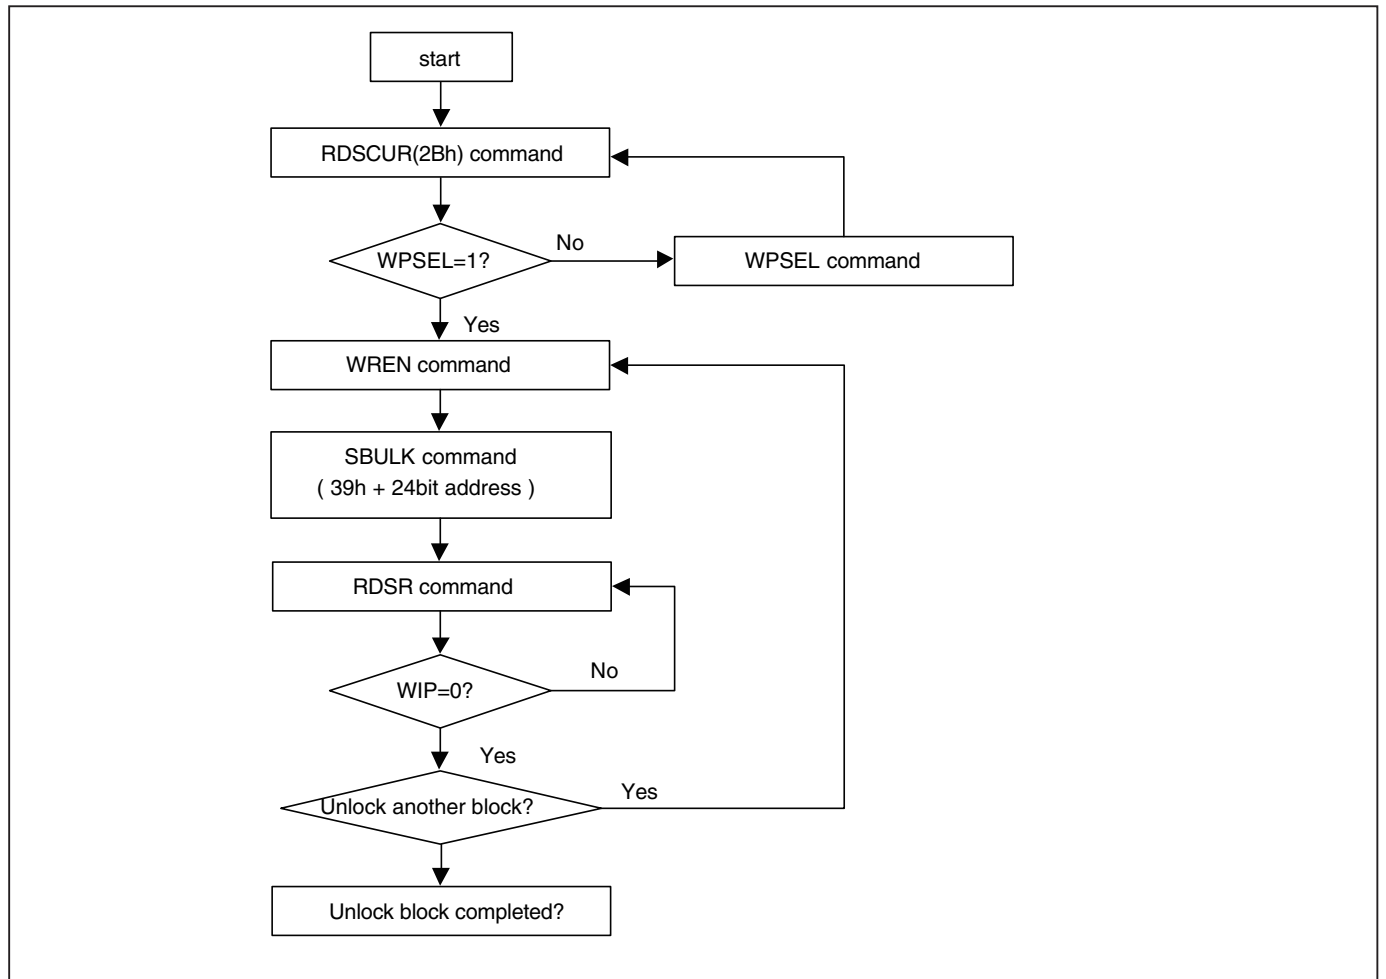 start
RDSCUR(2Bh) command
WPSEL=1?
No
WPSEL command
Yes
WREN command
SBULK command
( 39h + 24bit address )
RDSR command
WIP=0?
No
Yes
Unlock another block?
Yes
Unlock block completed?